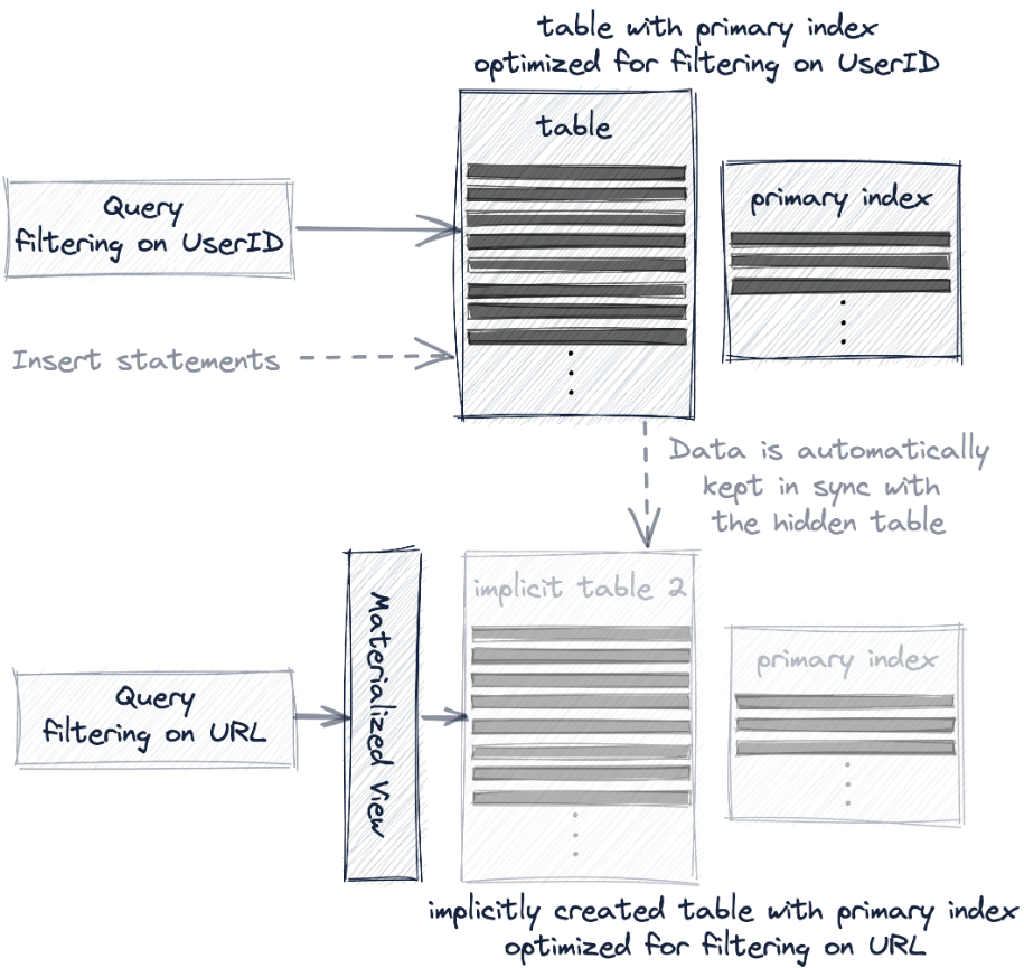 table with primary index
optimized for filtering on UserID
table
primary index
Query
filtering on UserID
Insert statements
Data is automatically
kept in sync with
the hidden table
Materialized View
implicit table 2
primary index
Query
filtering on URL
implicitly created table with primary index
optimized for filtering on URL